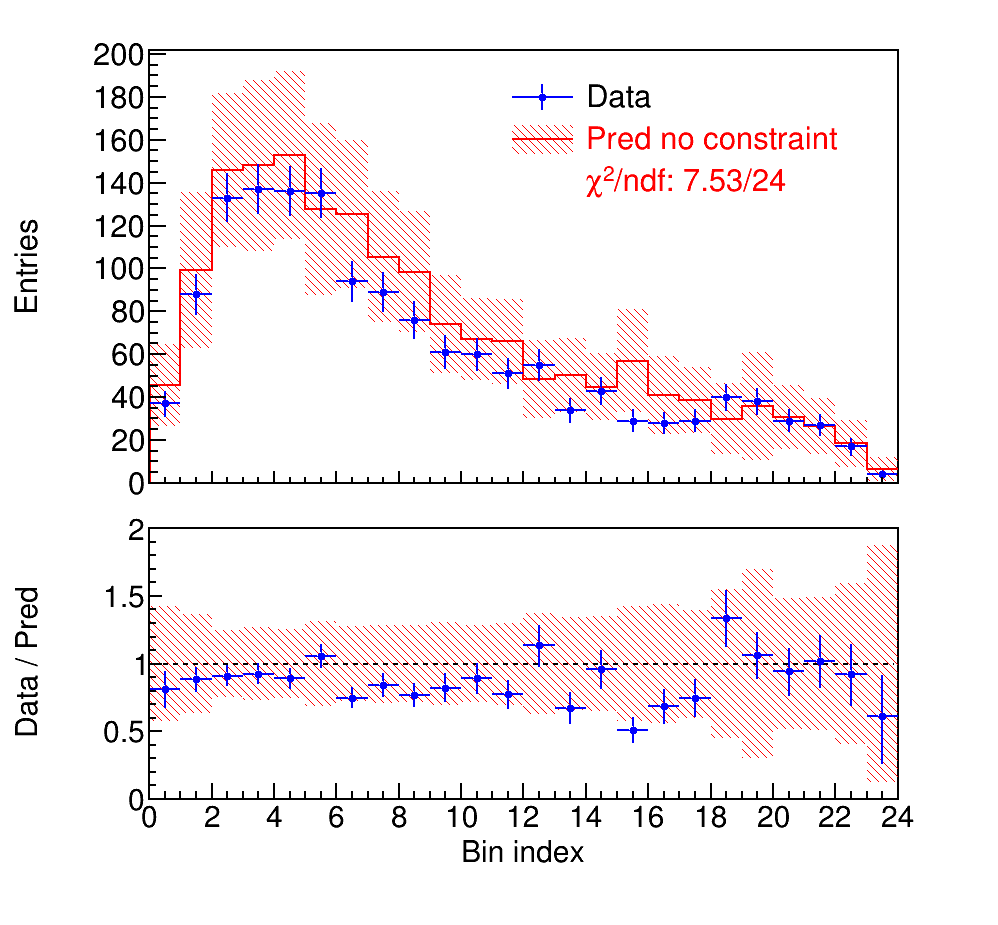 200
180
160
140
120
100
80
60
40
20
0
Entries
Data
Pred no constraint
χ²/ndf: 7.53/24
2
1.5
1
0.5
0
Data / Pred
0 2 4 6 8 10 12 14 16 18 20 22 24
Bin index